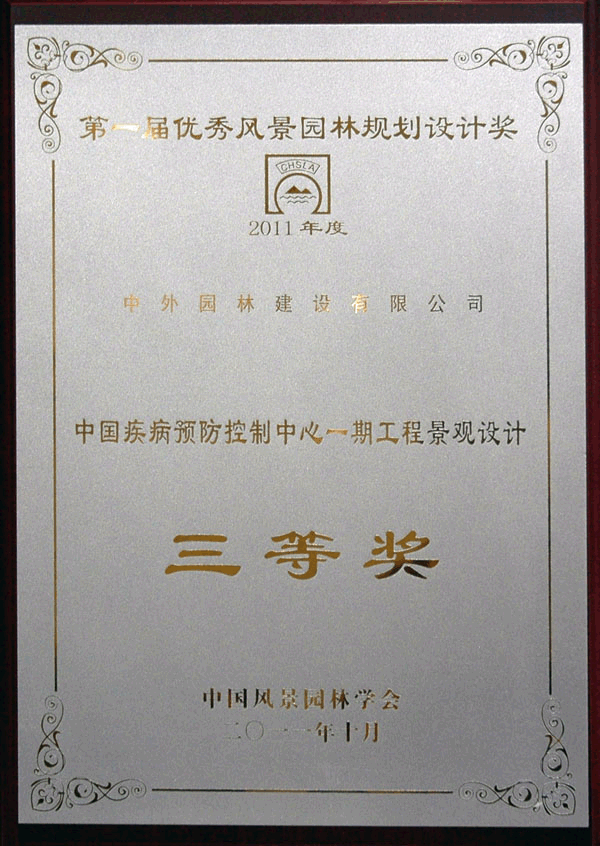 第一届优秀风景园林规划设计奖
CHSLA
2011年度
中外园林建设有限公司
中国疾病预防控制中心一期工程景观设计
三等奖
中国风景园林学会
二〇一一年十月